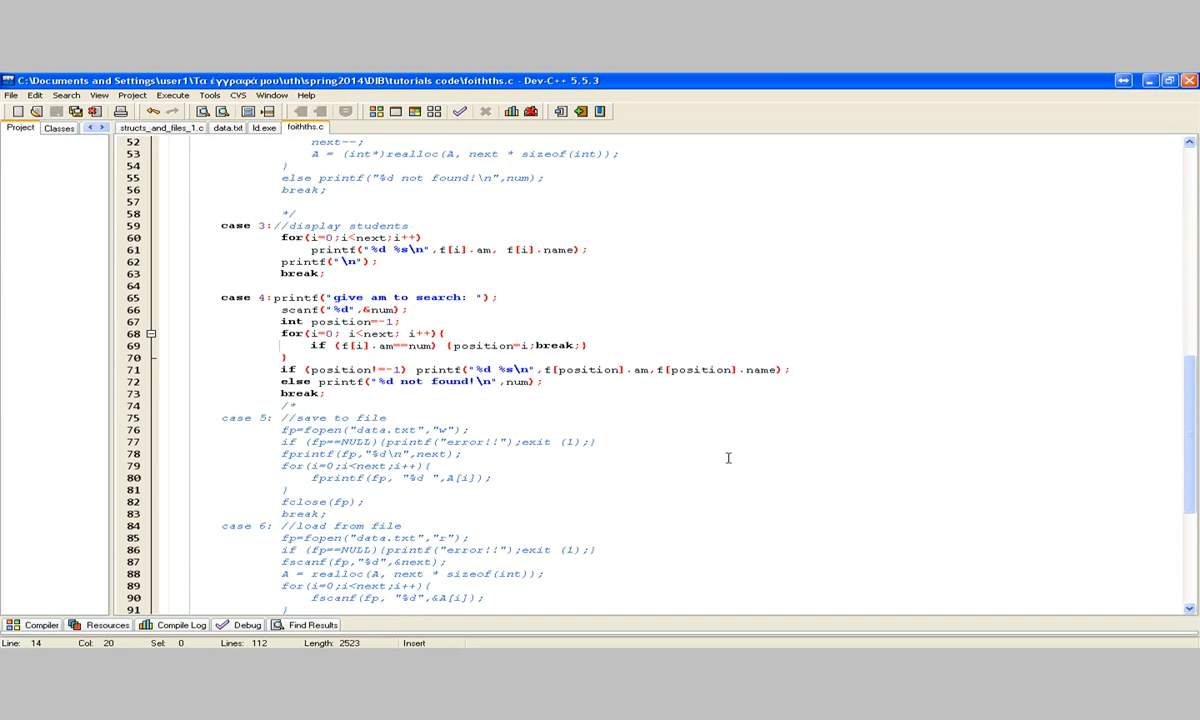 C:\Documents and Settings\user1\Τα έγγραφά μου\uth\spring2014\DIB\tutorials code\foithths.c - Dev-C++ 5.5.3
File Edit Search View Project Execute Tools CVS Window Help
Project Classes structs_and_files_1.c data.txt ld.exe foithths.c
52 next--;
53 A = (int*)realloc(A, next * sizeof(int));
54 }
55 else printf("%d not found!\n",num);
56 break;
57
58 */
59 case 3://display students
60 for(i=0;i<next;i++)
61 printf("%d %s\n",f[i].am, f[i].name);
62 printf("\n");
63 break;
64
65 case 4:printf("give am to search: ");
66 scanf("%d",&num);
67 int position=-1;
68 for(i=0; i<next; i++){
69 if (f[i].am==num) {position=i;break;}
70 }
71 if (position!=-1) printf("%d %s\n",f[position].am,f[position].name);
72 else printf("%d not found!\n",num);
73 break;
74 /*
75 case 5: //save to file
76 fp=fopen("data.txt","w");
77 if (fp==NULL){printf("error!!");exit (1);}
78 fprintf(fp,"%d\n",next);
79 for(i=0;i<next;i++){
80 fprintf(fp, "%d ",A[i]);
81 }
82 fclose(fp);
83 break;
84 case 6: //load from file
85 fp=fopen("data.txt","r");
86 if (fp==NULL){printf("error!!");exit (1);}
87 fscanf(fp,"%d",&next);
88 A = realloc(A, next * sizeof(int));
89 for(i=0;i<next;i++){
90 fscanf(fp, "%d",&A[i]);
91 }
Compiler Resources Compile Log Debug Find Results
Line: 14 Col: 20 Sel: 0 Lines: 112 Length: 2523 Insert